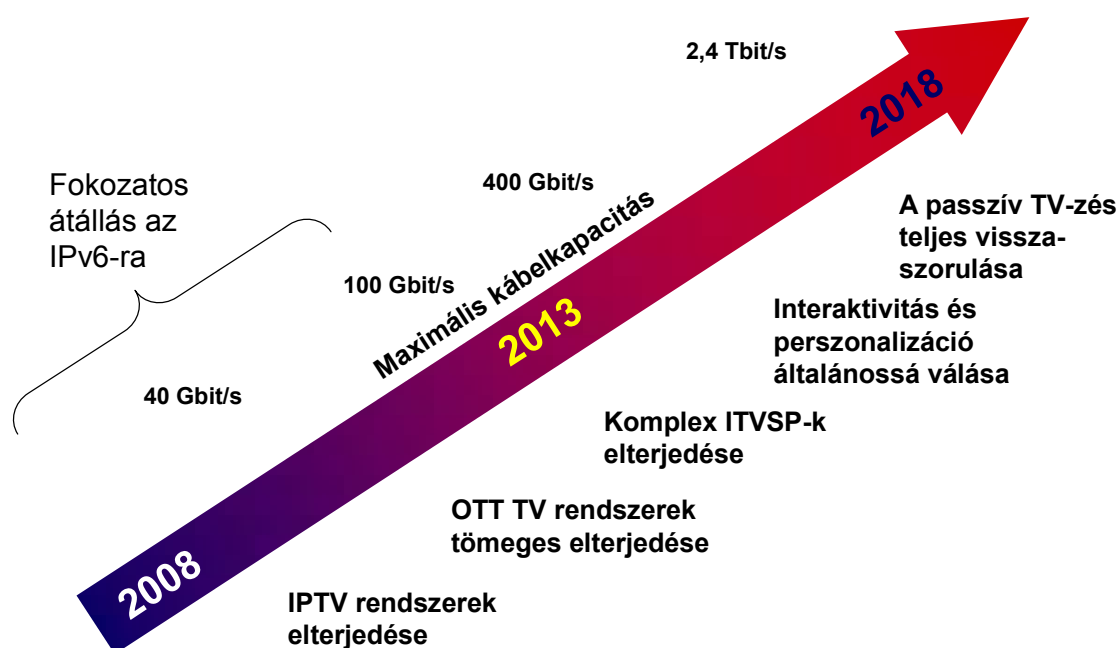 2,4 Tbit/s
2018
400 Gbit/s
Fokozatos
átállás az
IPv6-ra
A passzív TV-zés
teljes vissza-
szorulása
100 Gbit/s
Maximális kábelkapacitás
2013
Interaktivitás és
perszonalizáció
általánossá válása
40 Gbit/s
Komplex ITVSP-k
elterjedése
OTT TV rendszerek
tömeges elterjedése
2008
IPTV rendszerek
elterjedése